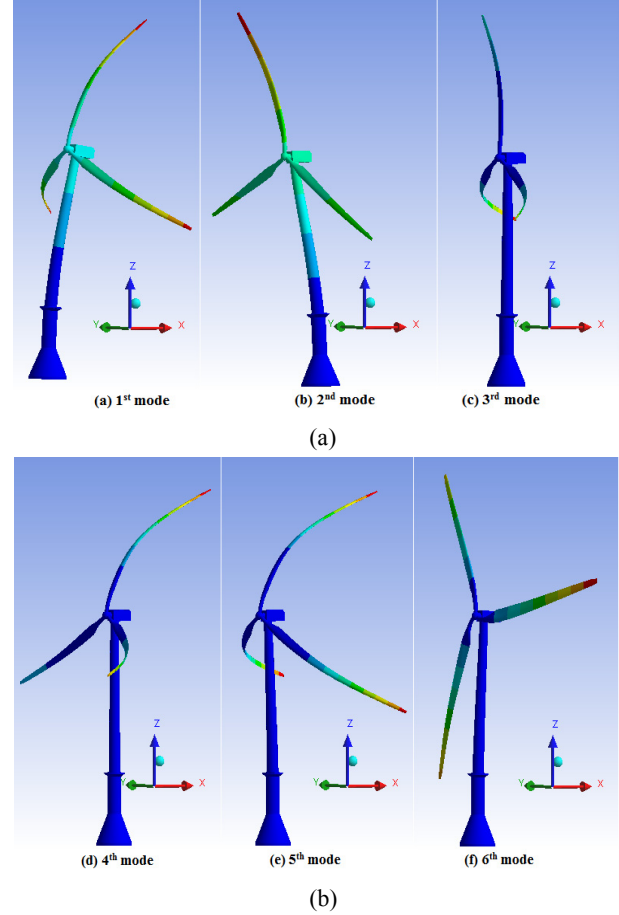 Z Z Z
Y X Y X Y X
(a) 1st mode (b) 2nd mode (c) 3rd mode
(a)
Z Z Z
Y X Y X Y X
(d) 4th mode (e) 5th mode (f) 6th mode
(b)